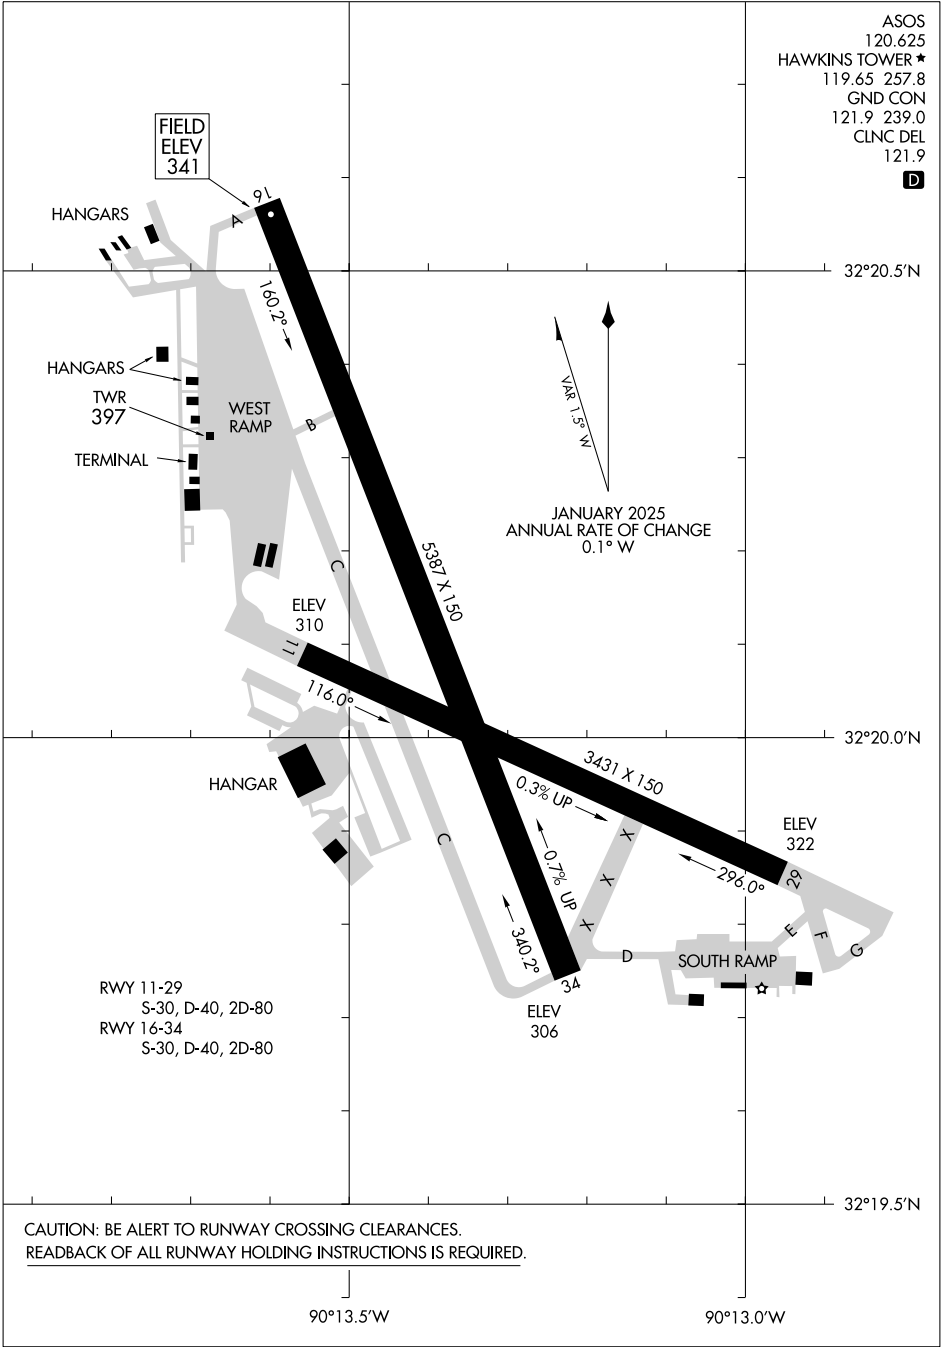 ASOS
120.625
HAWKINS TOWER ★
119.65 257.8
GND CON
121.9 239.0
CLNC DEL
121.9
D
FIELD
ELEV
341
16
A
HANGARS
32°20.5'N
160.2°
HANGARS
TWR
397
WEST
RAMP
B
TERMINAL
VAR 1.5° W
JANUARY 2025
ANNUAL RATE OF CHANGE
0.1° W
5387 X 150
C
ELEV
310
11
116.0°
32°20.0'N
HANGAR
3431 X 150
0.3% UP
C
X
X
X
0.7% UP
ELEV
322
296.0°
29
340.2°
E
F
G
D
SOUTH RAMP
34
ELEV
306
RWY 11-29
S-30, D-40, 2D-80
RWY 16-34
S-30, D-40, 2D-80
32°19.5'N
CAUTION: BE ALERT TO RUNWAY CROSSING CLEARANCES.
READBACK OF ALL RUNWAY HOLDING INSTRUCTIONS IS REQUIRED.
90°13.5'W
90°13.0'W